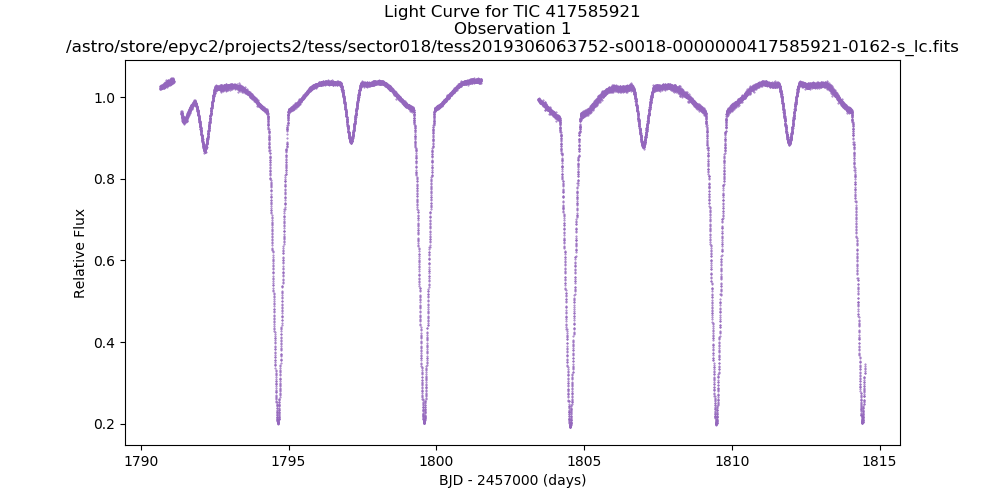 Light Curve for TIC 417585921
Observation 1
/astro/store/epyc2/projects2/tess/sector018/tess2019306063752-s0018-0000000417585921-0162-s_lc.fits
Relative Flux
1.0
0.8
0.6
0.4
0.2
1790
1795
1800
1805
1810
1815
BJD - 2457000 (days)